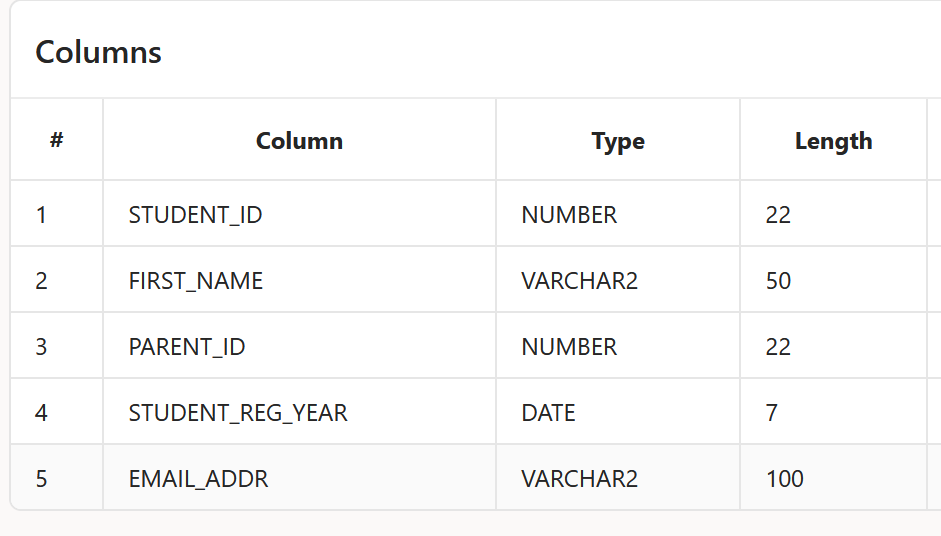 Columns
# Column Type Length
1 STUDENT_ID NUMBER 22
2 FIRST_NAME VARCHAR2 50
3 PARENT_ID NUMBER 22
4 STUDENT_REG_YEAR DATE 7
5 EMAIL_ADDR VARCHAR2 100